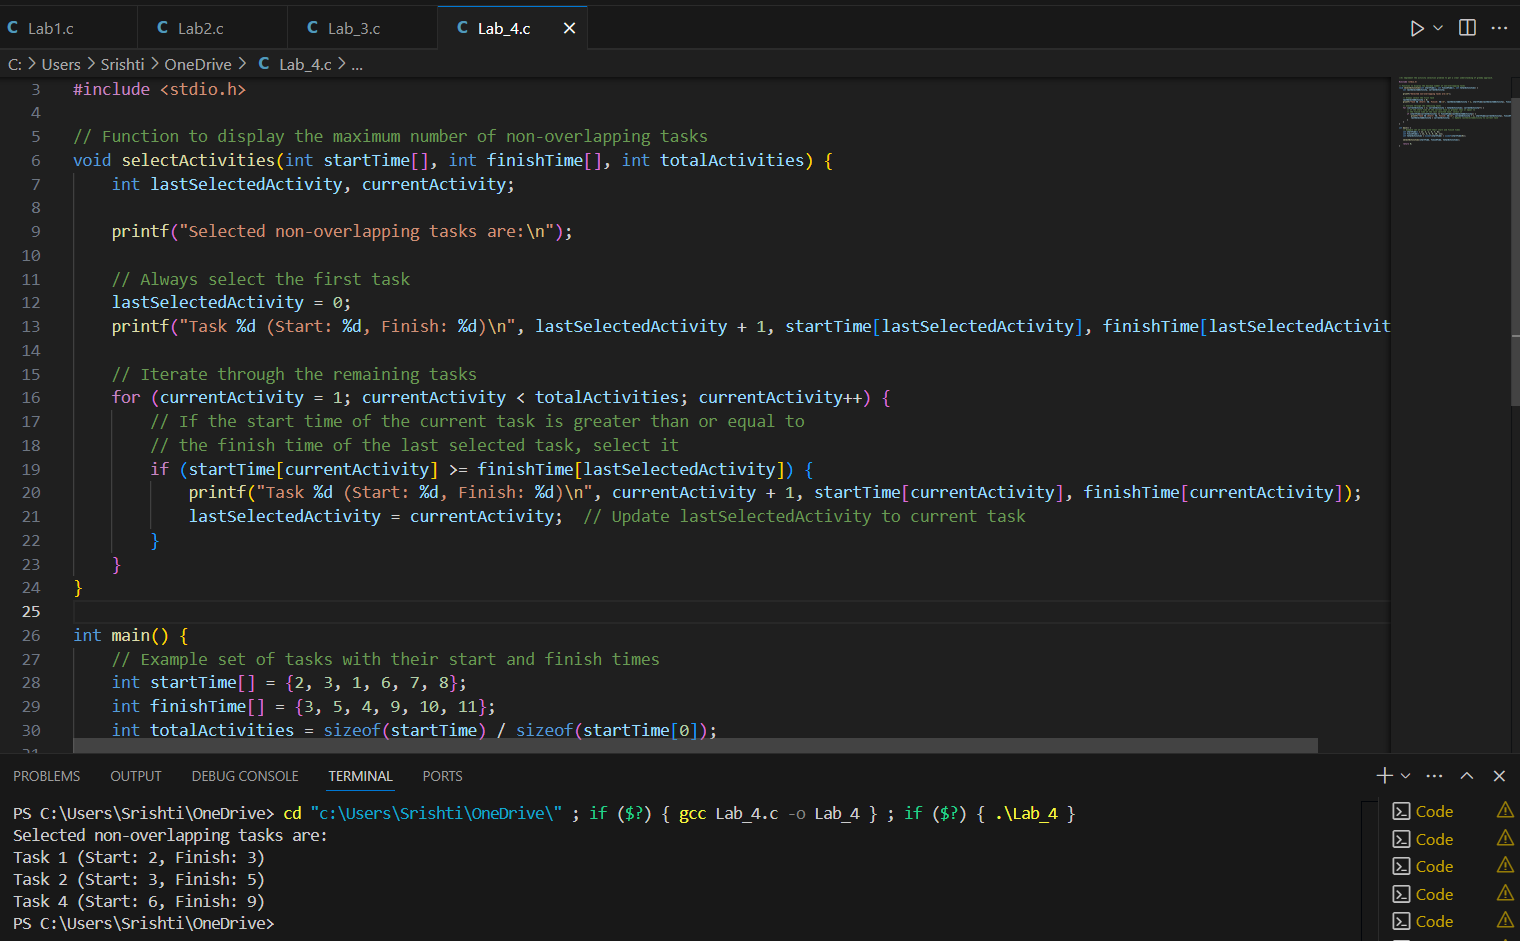 C Lab1.c C Lab2.c C Lab_3.c C Lab_4.c ×
C: > Users > Srishti > OneDrive > C Lab_4.c > ...
3 #include <stdio.h>
4
5 // Function to display the maximum number of non-overlapping tasks
6 void selectActivities(int startTime[], int finishTime[], int totalActivities) {
7     int lastSelectedActivity, currentActivity;
8
9     printf("Selected non-overlapping tasks are:\n");
10
11     // Always select the first task
12     lastSelectedActivity = 0;
13     printf("Task %d (Start: %d, Finish: %d)\n", lastSelectedActivity + 1, startTime[lastSelectedActivity], finishTime[lastSelectedActivit
14
15     // Iterate through the remaining tasks
16     for (currentActivity = 1; currentActivity < totalActivities; currentActivity++) {
17         // If the start time of the current task is greater than or equal to
18         // the finish time of the last selected task, select it
19         if (startTime[currentActivity] >= finishTime[lastSelectedActivity]) {
20             printf("Task %d (Start: %d, Finish: %d)\n", currentActivity + 1, startTime[currentActivity], finishTime[currentActivity]);
21             lastSelectedActivity = currentActivity;  // Update lastSelectedActivity to current task
22         }
23     }
24 }
25
26 int main() {
27     // Example set of tasks with their start and finish times
28     int startTime[] = {2, 3, 1, 6, 7, 8};
29     int finishTime[] = {3, 5, 4, 9, 10, 11};
30     int totalActivities = sizeof(startTime) / sizeof(startTime[0]);
PROBLEMS OUTPUT DEBUG CONSOLE TERMINAL PORTS
PS C:\Users\Srishti\OneDrive> cd "c:\Users\Srishti\OneDrive\" ; if ($?) { gcc Lab_4.c -o Lab_4 } ; if ($?) { .\Lab_4 }
Selected non-overlapping tasks are:
Task 1 (Start: 2, Finish: 3)
Task 2 (Start: 3, Finish: 5)
Task 4 (Start: 6, Finish: 9)
PS C:\Users\Srishti\OneDrive>
Code
Code
Code
Code
Code